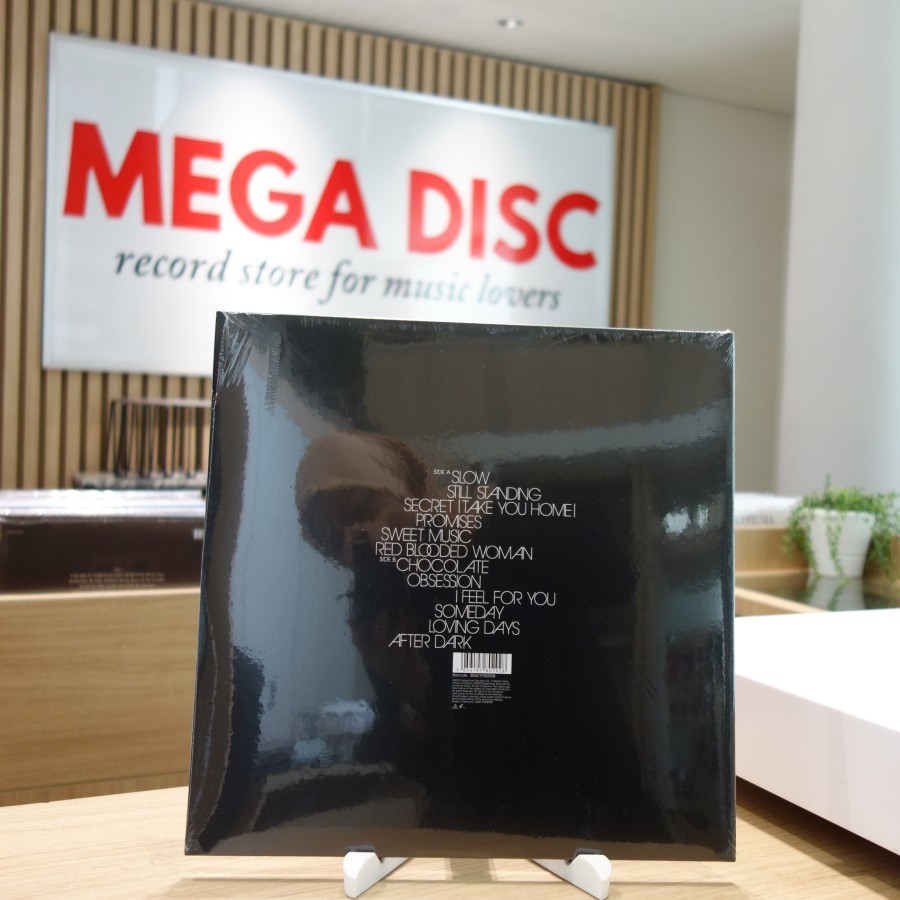 MEGA DISC
record store for music lovers
SIDE A SLOW
STILL STANDING
SECRET (TAKE YOU HOME)
PROMISES
SWEET MUSIC
RED BLOODED WOMAN
SIDE B CHOCOLATE
OBSESSION
I FEEL FOR YOU
SOMEDAY
LOVING DAYS
AFTER DARK